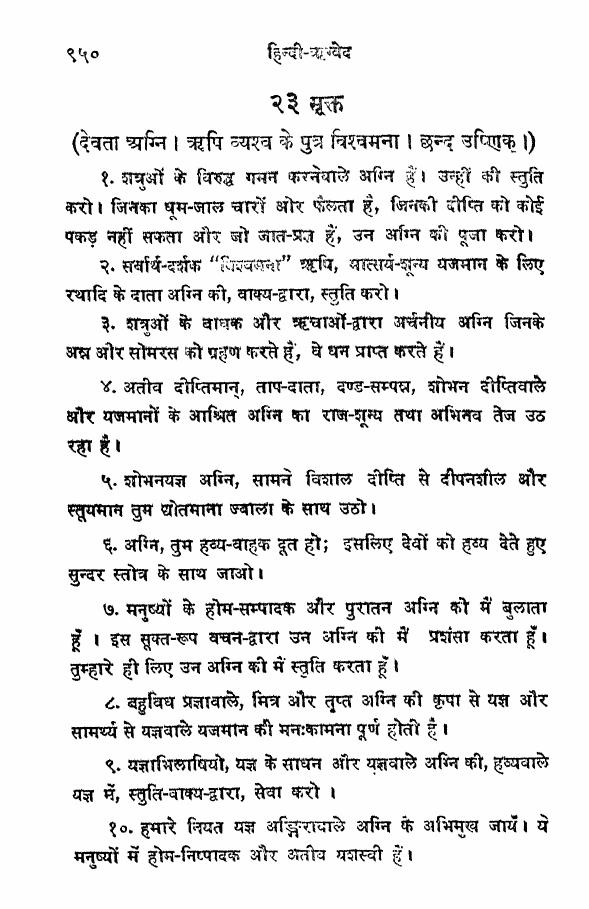 ९५०
हिन्दी-ऋग्वेद
२३ सूक्त
(देवता अग्नि। ऋषि व्यश्व के पुत्र विश्वमना। छन्द उष्णिक्।)
१. शत्रुओं के विरुद्ध गमन करनेवाले अग्नि हैं। उन्हीं की स्तुति
करो। जिनका धूम-जाल चारों ओर फैलता है, जिनकी दीप्ति को कोई
पकड़ नहीं सकता और जो जात-प्रज्ञ हैं, उन अग्नि की पूजा करो।
२. सर्वार्थ-दर्शक “विश्वमना” ऋषि, मात्सर्य-शून्य यजमान के लिए
रथादि के दाता अग्नि की, वाक्य-द्वारा, स्तुति करो।
३. शत्रुओं के बाधक और ऋचाओं-द्वारा अर्चनीय अग्नि जिनके
अन्न और सोमरस को ग्रहण करते हैं, वे धन प्राप्त करते हैं।
४. अतीव दीप्तिमान्, ताप-दाता, दण्ड-सम्पन्न, शोभन दीप्तिवाले
और यजमानों के आश्रित अग्नि का राज-शून्य तथा अभिनव तेज उठ
रहा है।
५. शोभनयज्ञ अग्नि, सामने विशाल दीप्ति से दीपनशील और
स्तूयमान तुम द्योतमाना ज्वाला के साथ उठो।
६. अग्नि, तुम हव्य-वाहक दूत हो; इसलिए देवों को हव्य देते हुए
सुन्दर स्तोत्र के साथ जाओ।
७. मनुष्यों के होम-सम्पादक और पुरातन अग्नि को मैं बुलाता
हूँ । इस सूक्त-रूप वचन-द्वारा उन अग्नि की मैं प्रशंसा करता हूँ।
तुम्हारे ही लिए उन अग्नि की मैं स्तुति करता हूँ।
८. बहुविध प्रज्ञावाले, मित्र और तृप्त अग्नि की कृपा से यज्ञ और
सामर्थ्य से यज्ञवाले यजमान की मनःकामना पूर्ण होती है।
९. यज्ञाभिलाषियो, यज्ञ के साधन और यज्ञवाले अग्नि की, हव्यवाले
यज्ञ में, स्तुति-वाक्य-द्वारा, सेवा करो ।
१०. हमारे नियत यज्ञ अङ्गिरावाले अग्नि के अभिमुख जायँ। ये
मनुष्यों में होम-निष्पादक और अतीव यशस्वी हैं।